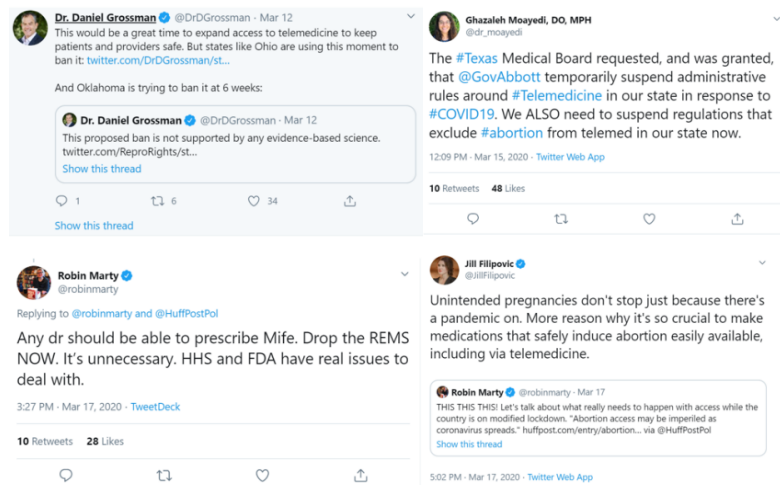 Dr. Daniel Grossman @DrDGrossman · Mar 12
This would be a great time to expand access to telemedicine to keep
patients and providers safe. But states like Ohio are using this moment to
ban it: twitter.com/DrDGrossman/st...
And Oklahoma is trying to ban it at 6 weeks:
Dr. Daniel Grossman @DrDGrossman · Mar 12
This proposed ban is not supported by any evidence-based science.
twitter.com/ReproRights/st...
Show this thread
1 6 34
Show this thread
Ghazaleh Moayedi, DO, MPH
@dr_moayedi
The #Texas Medical Board requested, and was granted,
that @GovAbbott temporarily suspend administrative
rules around #Telemedicine in our state in response to
#COVID19. We ALSO need to suspend regulations that
exclude #abortion from telemed in our state now.
12:09 PM · Mar 15, 2020 · Twitter Web App
10 Retweets 48 Likes
Robin Marty
@robinmarty
Replying to @robinmarty and @HuffPostPol
Any dr should be able to prescribe Mife. Drop the REMS
NOW. It's unnecessary. HHS and FDA have real issues to
deal with.
3:27 PM · Mar 17, 2020 · TweetDeck
10 Retweets 28 Likes
Jill Filipovic
@JillFilipovic
Unintended pregnancies don't stop just because there's
a pandemic on. More reason why it's so crucial to make
medications that safely induce abortion easily available,
including via telemedicine.
Robin Marty @robinmarty · Mar 17
THIS THIS THIS! Let's talk about what really needs to happen with access while the
country is on modified lockdown. "Abortion access may be imperiled as
coronavirus spreads." huffpost.com/entry/abortion... via @HuffPostPol
Show this thread
5:02 PM · Mar 17, 2020 · Twitter Web App